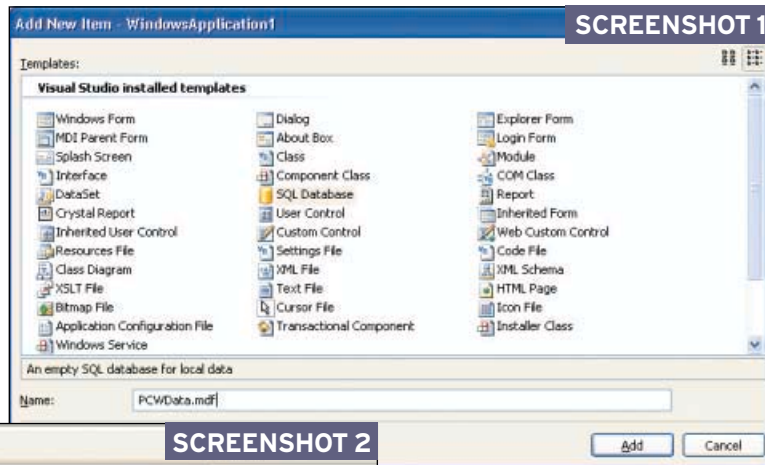 Add New Item - WindowsApplication1
SCREENSHOT 1
Templates:
Visual Studio installed templates
Windows Form Dialog Explorer Form
MDI Parent Form About Box Login Form
Splash Screen Class Module
Interface Component Class COM Class
DataSet SQL Database Report
Crystal Report User Control Inherited Form
Inherited User Control Custom Control Web Custom Control
Resources File Settings File Code File
Class Diagram XML File XML Schema
XSLT File Text File HTML Page
Bitmap File Cursor File Icon File
Application Configuration File Transactional Component Installer Class
Windows Service
An empty SQL database for local data
Name: PCWData.mdf
SCREENSHOT 2
Add Cancel